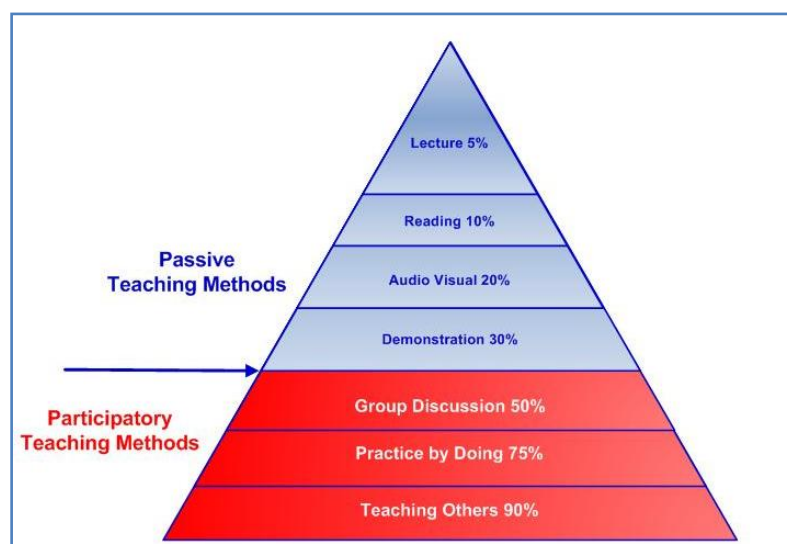 Lecture 5%
Reading 10%
Passive
Teaching Methods
Audio Visual 20%
Demonstration 30%
Participatory
Teaching Methods
Group Discussion 50%
Practice by Doing 75%
Teaching Others 90%